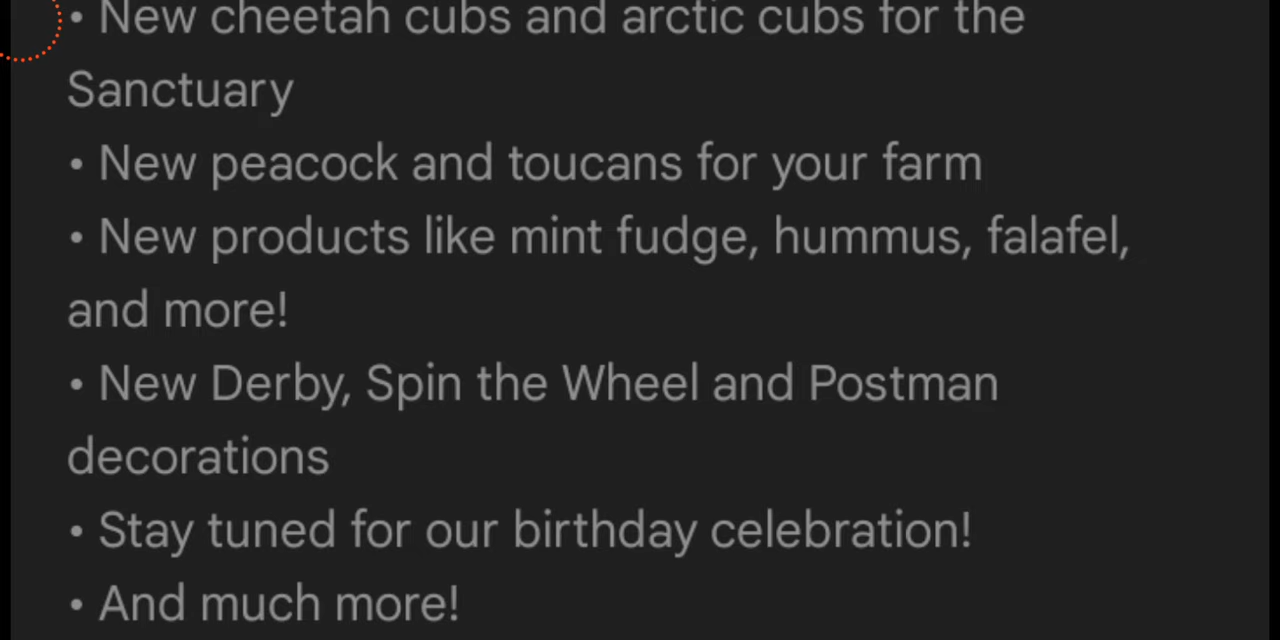 • New cheetah cubs and arctic cubs for the
Sanctuary
• New peacock and toucans for your farm
• New products like mint fudge, hummus, falafel,
and more!
• New Derby, Spin the Wheel and Postman
decorations
• Stay tuned for our birthday celebration!
• And much more!